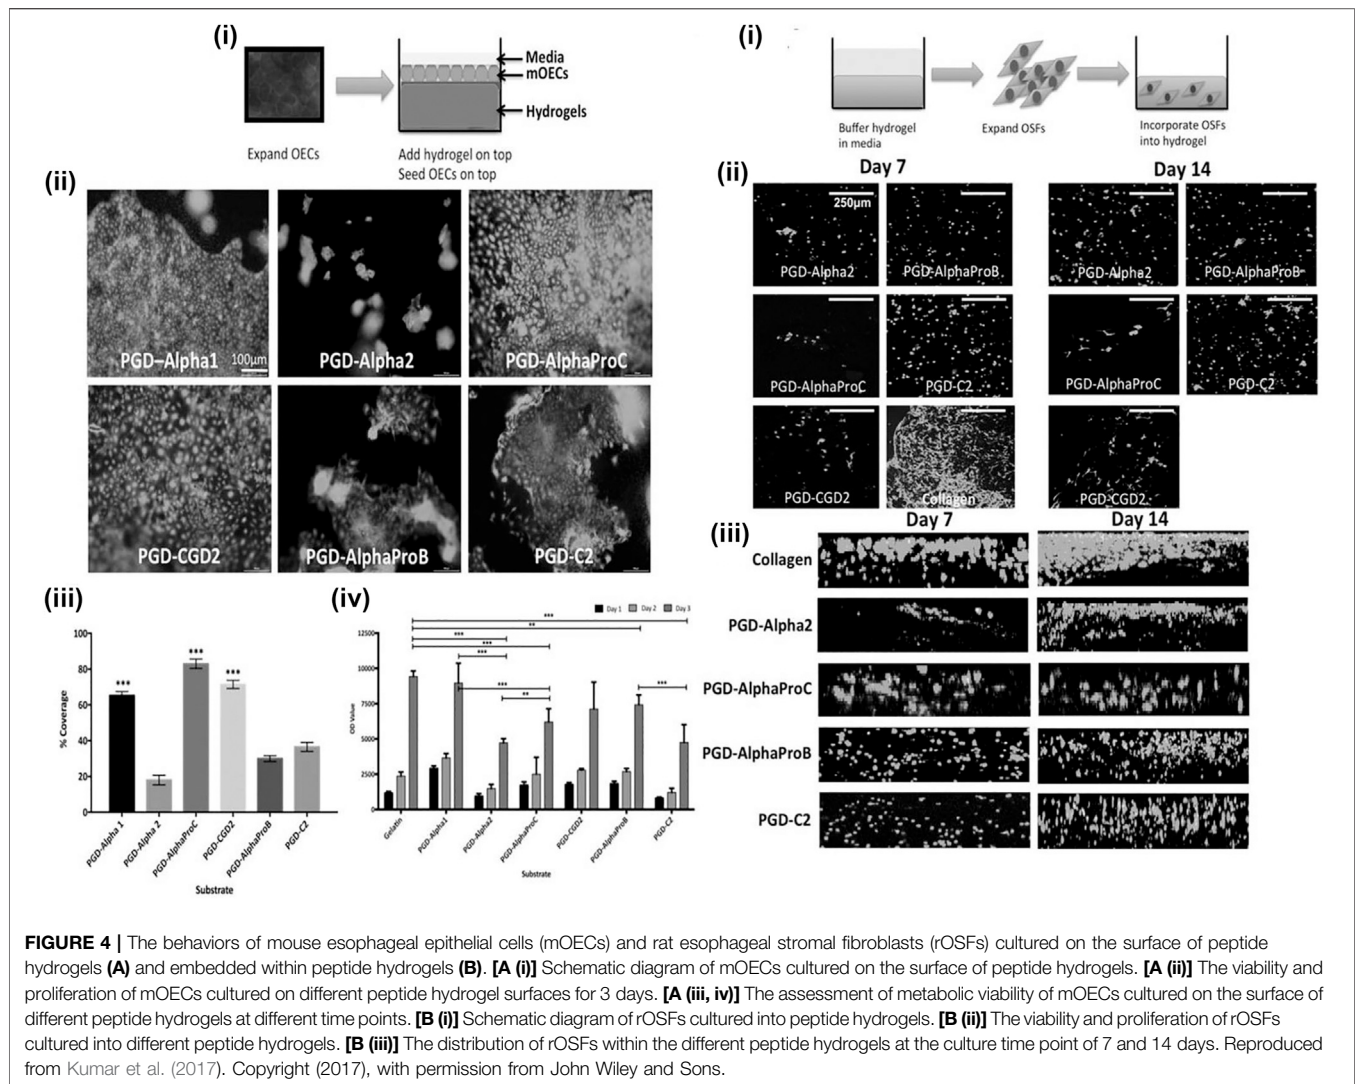 (i)
Media
mOECs
Hydrogels
Expand OECs
Add hydrogel on top
Seed OECs on top
(ii)
PGD–Alpha1
100µm
PGD-Alpha2
PGD-AlphaProC
PGD-CGD2
PGD-AlphaProB
PGD-C2
(iii)
100
80
60
40
20
0
% Coverage
***
***
***
PGD-Alpha 1
PGD-Alpha 2
PGD-AlphaProC
PGD-CGD2
PGD-AlphaProB
PGD-C2
Substrate
(iv)
Day 1
Day 2
Day 3
12500
10000
7500
5000
2500
0
OD Value
***
**
***
***
***
***
**
***
Gelatin
PGD-Alpha1
PGD-Alpha2
PGD-AlphaProC
PGD-CGD2
PGD-AlphaProB
PGD-C2
Substrate
(i)
Buffer hydrogel
in media
Expand OSFs
Incorporate OSFs
into hydrogel
(ii)
Day 7
Day 14
250µm
PGD-Alpha2
PGD-AlphaProB
PGD-Alpha2
PGD-AlphaProB
PGD-AlphaProC
PGD-C2
PGD-AlphaProC
PGD-C2
PGD-CGD2
Collagen
PGD-CGD2
(iii)
Day 7
Day 14
Collagen
PGD-Alpha2
PGD-AlphaProC
PGD-AlphaProB
PGD-C2
FIGURE 4 | The behaviors of mouse esophageal epithelial cells (mOECs) and rat esophageal stromal fibroblasts (rOSFs) cultured on the surface of peptide
hydrogels (A) and embedded within peptide hydrogels (B). [A (i)] Schematic diagram of mOECs cultured on the surface of peptide hydrogels. [A (ii)] The viability and
proliferation of mOECs cultured on different peptide hydrogel surfaces for 3 days. [A (iii, iv)] The assessment of metabolic viability of mOECs cultured on the surface of
different peptide hydrogels at different time points. [B (i)] Schematic diagram of rOSFs cultured into peptide hydrogels. [B (ii)] The viability and proliferation of rOSFs
cultured into different peptide hydrogels. [B (iii)] The distribution of rOSFs within the different peptide hydrogels at the culture time point of 7 and 14 days. Reproduced
from Kumar et al. (2017). Copyright (2017), with permission from John Wiley and Sons.